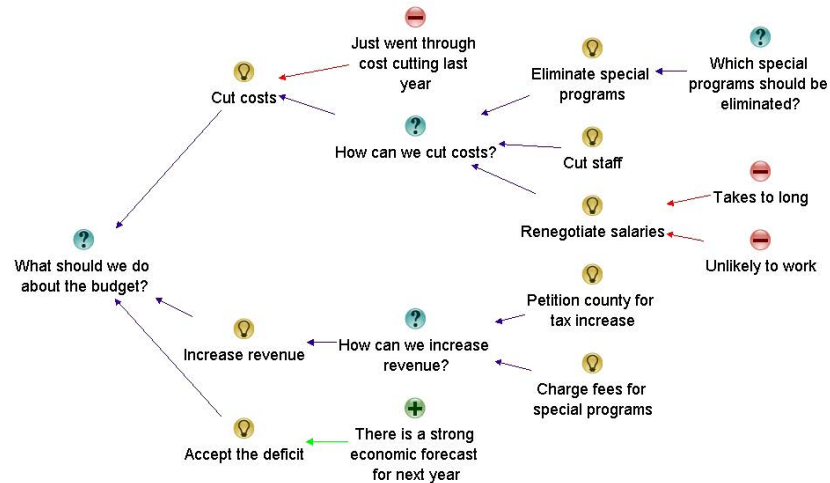 Just went through
cost cutting last
year
Cut costs
Eliminate special
programs
Which special
programs should be
eliminated?
How can we cut costs?
Cut staff
Takes to long
Renegotiate salaries
Unlikely to work
What should we do
about the budget?
Petition county for
tax increase
Increase revenue
How can we increase
revenue?
Charge fees for
special programs
Accept the deficit
There is a strong
economic forecast
for next year